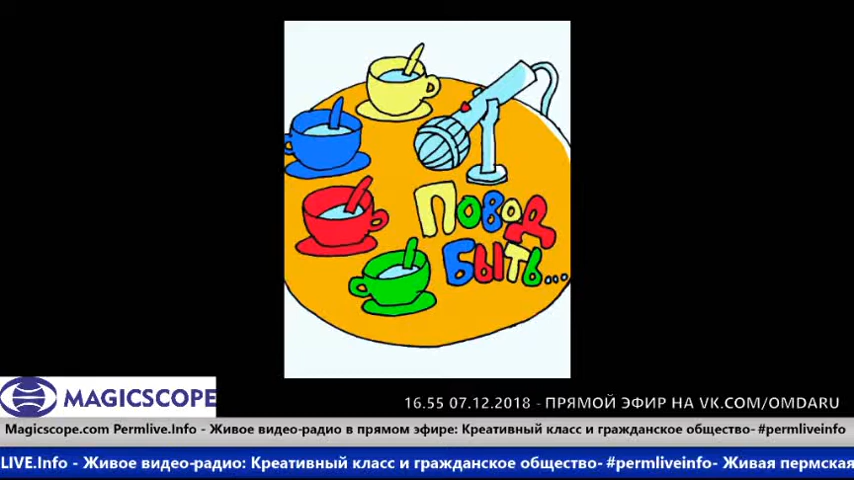 Повод
быть...
MAGICSCOPE
16.55 07.12.2018 - ПРЯМОЙ ЭФИР НА VK.COM/OMDARU
Magicscope.com Permlive.Info - Живое видео-радио в прямом эфире: Креативный класс и гражданское общество- #permliveinfo
LIVE.Info - Живое видео-радио: Креативный класс и гражданское общество- #permliveinfo- Живая пермская